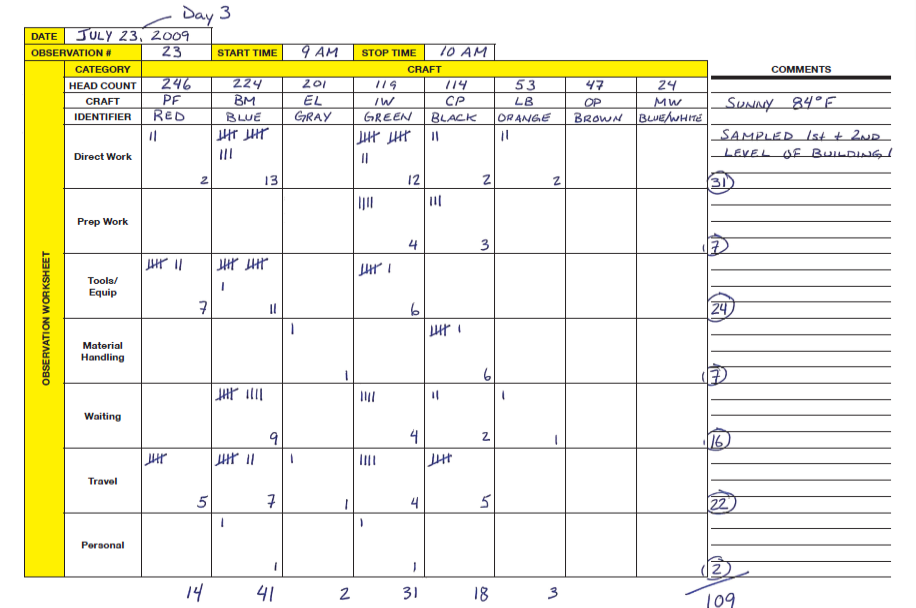 Day 3
DATE JULY 23, 2009
OBSERVATION # 23 START TIME 9 AM STOP TIME 10 AM
CATEGORY CRAFT COMMENTS
HEAD COUNT 246 224 201 119 114 53 47 24
CRAFT PF BM EL IW CP LB OP MW SUNNY 84°F
IDENTIFIER RED BLUE GRAY GREEN BLACK ORANGE BROWN BLUE/WHITE
SAMPLED 1st + 2ND
LEVEL OF BUILDING
OBSERVATION WORKSHEET
Direct Work 2 13 12 2 2 31
Prep Work 4 3 7
Tools/
Equip
7 11 6 24
Material
Handling
1 6 7
Waiting 9 4 2 1 16
Travel 5 7 1 4 5 22
Personal 1 1 2
14 41 2 31 18 3 109